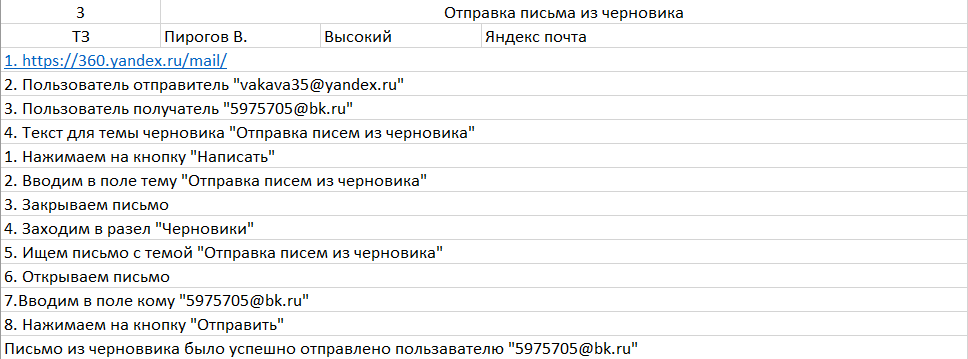 3 Отправка письма из черновика
ТЗ Пирогов В. Высокий Яндекс почта
1. https://360.yandex.ru/mail/
2. Пользователь отправитель "vakava35@yandex.ru"
3. Пользователь получатель "5975705@bk.ru"
4. Текст для темы черновика "Отправка писем из черновика"
1. Нажимаем на кнопку "Написать"
2. Вводим в поле тему "Отправка писем из черновика"
3. Закрываем письмо
4. Заходим в разел "Черновики"
5. Ищем письмо с темой "Отправка писем из черновика"
6. Открываем письмо
7.Вводим в поле кому "5975705@bk.ru"
8. Нажимаем на кнопку "Отправить"
Письмо из черноввика было успешно отправлено пользавателю "5975705@bk.ru"